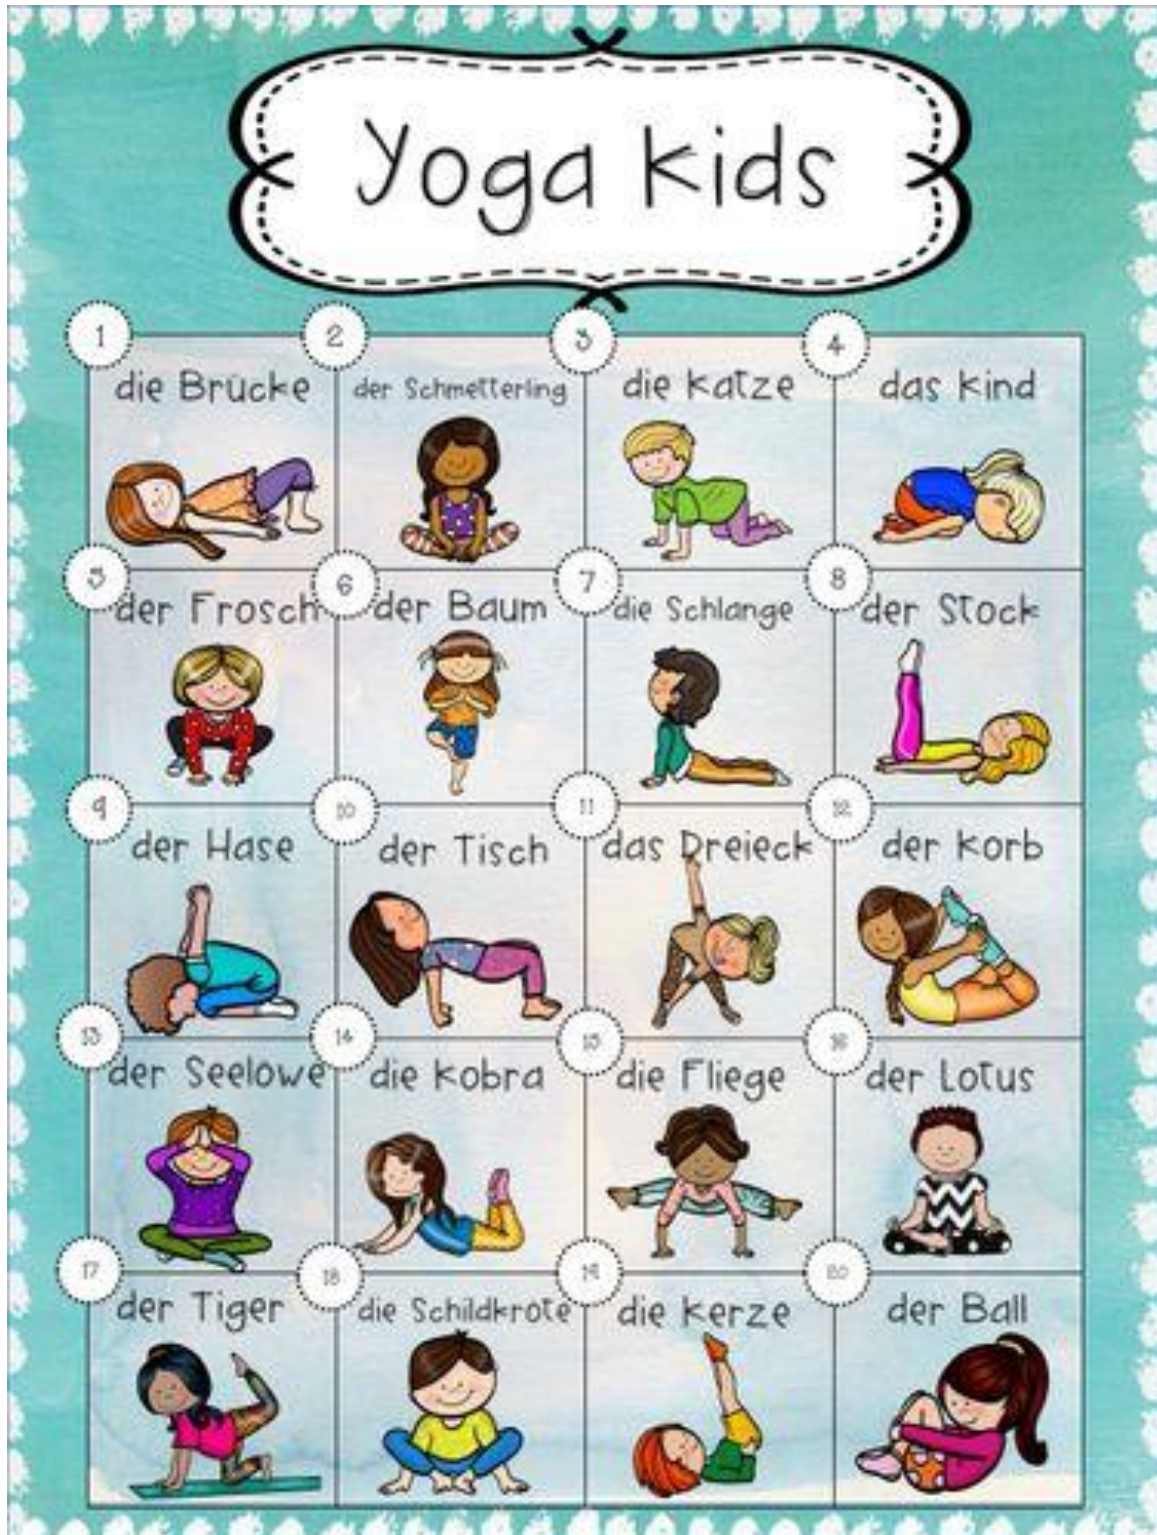 Yoga Kids
1
2
3
4
die Brücke
der Schmetterling
die Katze
das Kind
5
6
7
8
der Frosch
der Baum
die Schlange
der Stock
9
10
11
12
der Hase
der Tisch
das Dreieck
der Korb
13
14
15
16
der Seelöwe
die Kobra
die Fliege
der Lotus
17
18
19
20
der Tiger
die Schildkröte
die Kerze
der Ball